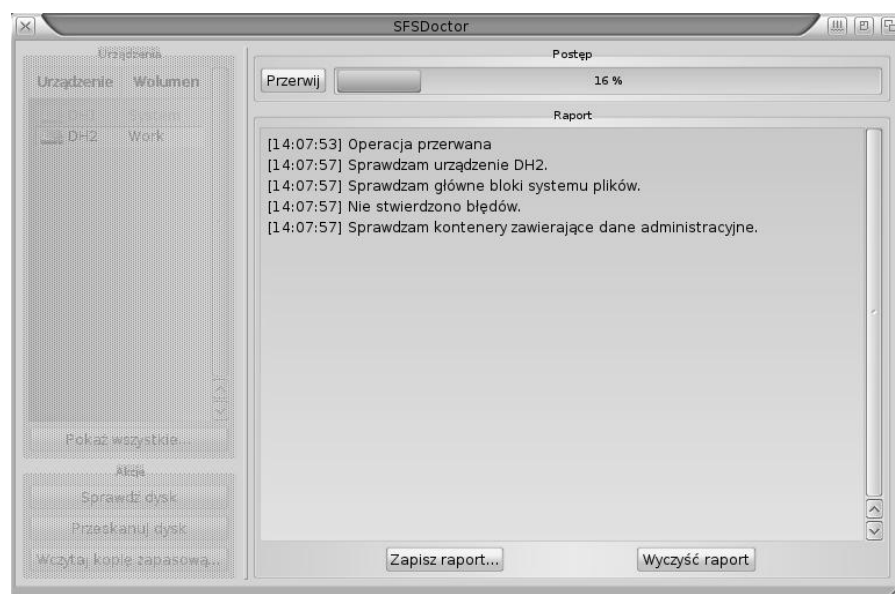 SFSDoctor
Urządzenia
Urządzenie Wolumen
DH1 System
DH2 Work
Pokaż wszystkie...
Akcje
Sprawdź dysk
Przeskanuj dysk
Wczytaj kopię zapasową...
Postęp
Przerwij 16 %
Raport
[14:07:53] Operacja przerwana
[14:07:57] Sprawdzam urządzenie DH2.
[14:07:57] Sprawdzam główne bloki systemu plików.
[14:07:57] Nie stwierdzono błędów.
[14:07:57] Sprawdzam kontenery zawierające dane administracyjne.
Zapisz raport... Wyczyść raport